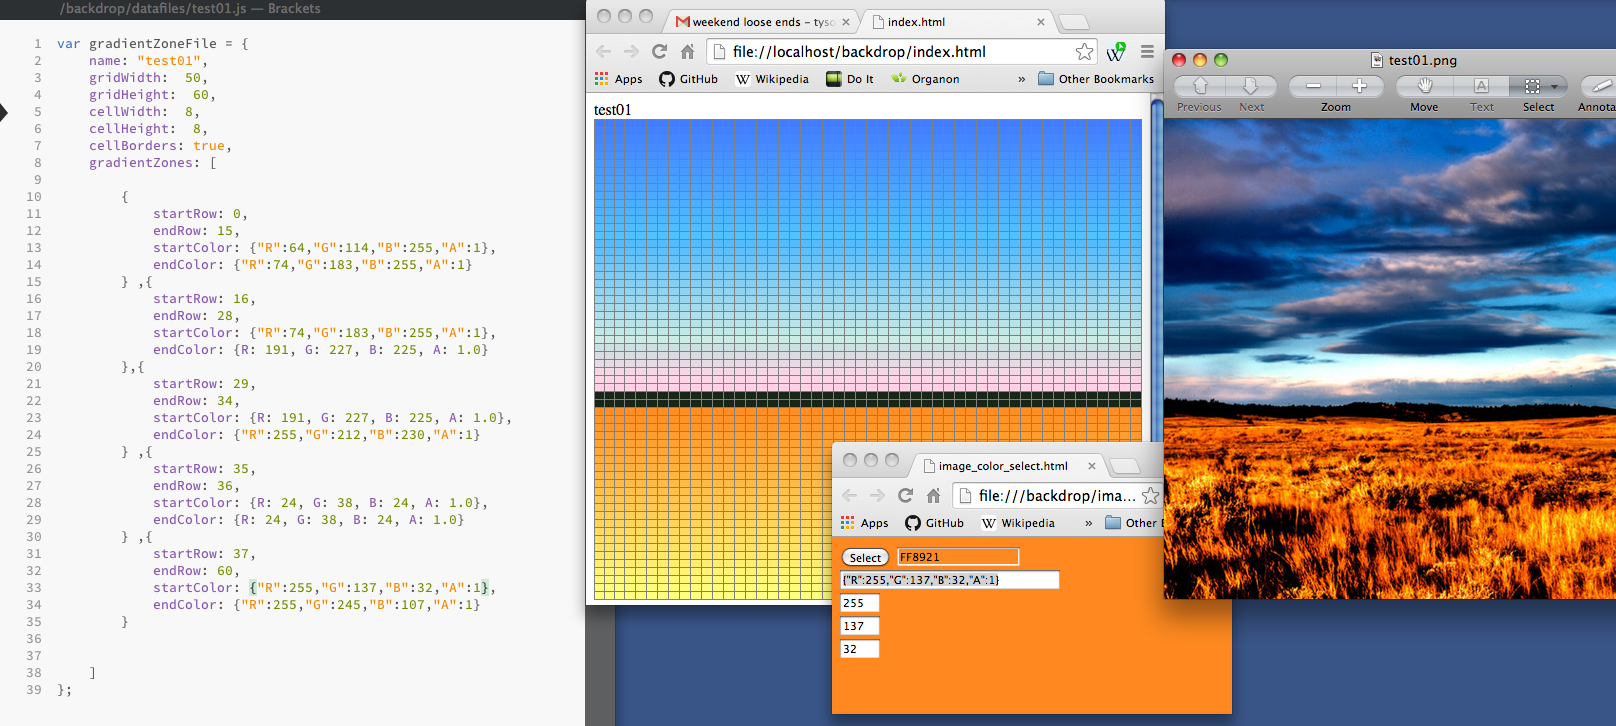 /backdrop/datafiles/test01.js — Brackets
1 var gradientZoneFile = {
2 name: "test01",
3 gridWidth: 50,
4 gridHeight: 60,
5 cellWidth: 8,
6 cellHeight: 8,
7 cellBorders: true,
8 gradientZones: [
9
10 {
11 startRow: 0,
12 endRow: 15,
13 startColor: {"R":64,"G":114,"B":255,"A":1},
14 endColor: {"R":74,"G":183,"B":255,"A":1}
15 } ,{
16 startRow: 16,
17 endRow: 28,
18 startColor: {"R":74,"G":183,"B":255,"A":1},
19 endColor: {R: 191, G: 227, B: 225, A: 1.0}
20 },{
21 startRow: 29,
22 endRow: 34,
23 startColor: {R: 191, G: 227, B: 225, A: 1.0},
24 endColor: {"R":255,"G":212,"B":230,"A":1}
25 } ,{
26 startRow: 35,
27 endRow: 36,
28 startColor: {R: 24, G: 38, B: 24, A: 1.0},
29 endColor: {R: 24, G: 38, B: 24, A: 1.0}
30 } ,{
31 startRow: 37,
32 endRow: 60,
33 startColor: {"R":255,"G":137,"B":32,"A":1},
34 endColor: {"R":255,"G":245,"B":107,"A":1}
35 }
36
37
38 ]
39 };
weekend loose ends – tys
index.html
file://localhost/backdrop/index.html
Apps GitHub Wikipedia Do It Organon » Other Bookmarks
test01
image_color_select.html
file:///backdrop/ima...
Apps GitHub Wikipedia » Other
Select FF8921
{"R":255,"G":137,"B":32,"A":1}
255
137
32
test01.png
Previous Next Zoom Move Text Select Annota